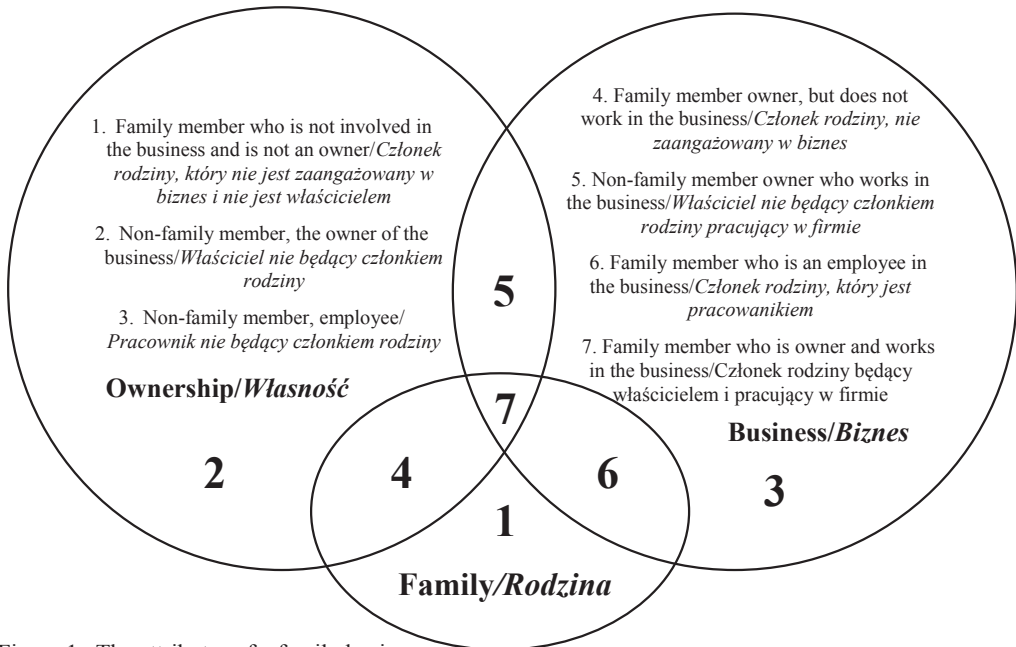 1. Family member who is not involved in
the business and is not an owner/Członek
rodziny, który nie jest zaangażowany w
biznes i nie jest właścicielem
2. Non-family member, the owner of the
business/Właściciel nie będący członkiem
rodziny
3. Non-family member, employee/
Pracownik nie będący członkiem rodziny
Ownership/Własność
4. Family member owner, but does not
work in the business/Członek rodziny, nie
zaangażowany w biznes
5. Non-family member owner who works in
the business/Właściciel nie będący członkiem
rodziny pracujący w firmie
6. Family member who is an employee in
the business/Członek rodziny, który jest
pracowanikiem
7. Family member who is owner and works
in the business/Członek rodziny będący
właścicielem i pracujący w firmie
Business/Biznes
5
7
2
4
6
3
1
Family/Rodzina